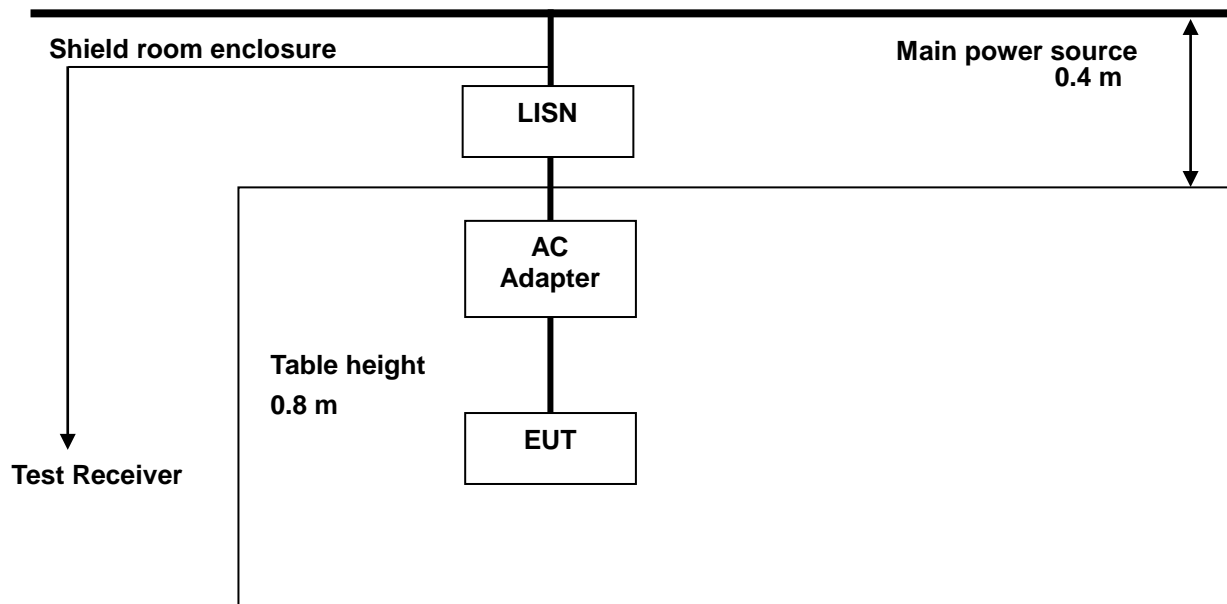 Shield room enclosure
Main power source
0.4 m
LISN
AC
Adapter
Table height
0.8 m
EUT
Test Receiver